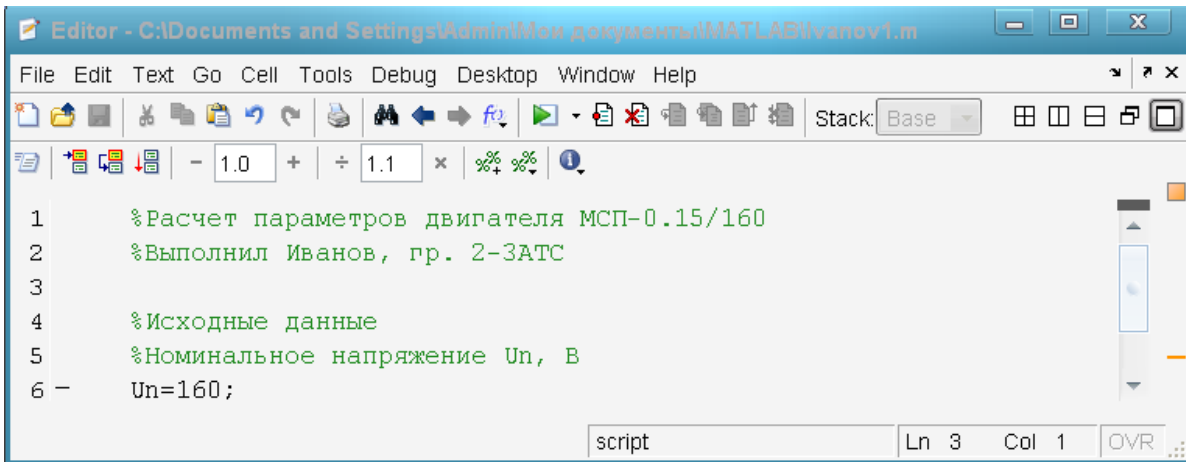 Editor - C:\Documents and Settings\Admin\Мои документы\MATLAB\Ivanov1.m
File Edit Text Go Cell Tools Debug Desktop Window Help
Stack: Base
- 1.0 + ÷ 1.1 ×
1 %Расчет параметров двигателя МСП-0.15/160
2 %Выполнил Иванов, гр. 2-ЗАТС
3
4 %Исходные данные
5 %Номинальное напряжение Un, В
6 - Un=160;
script Ln 3 Col 1 OVR